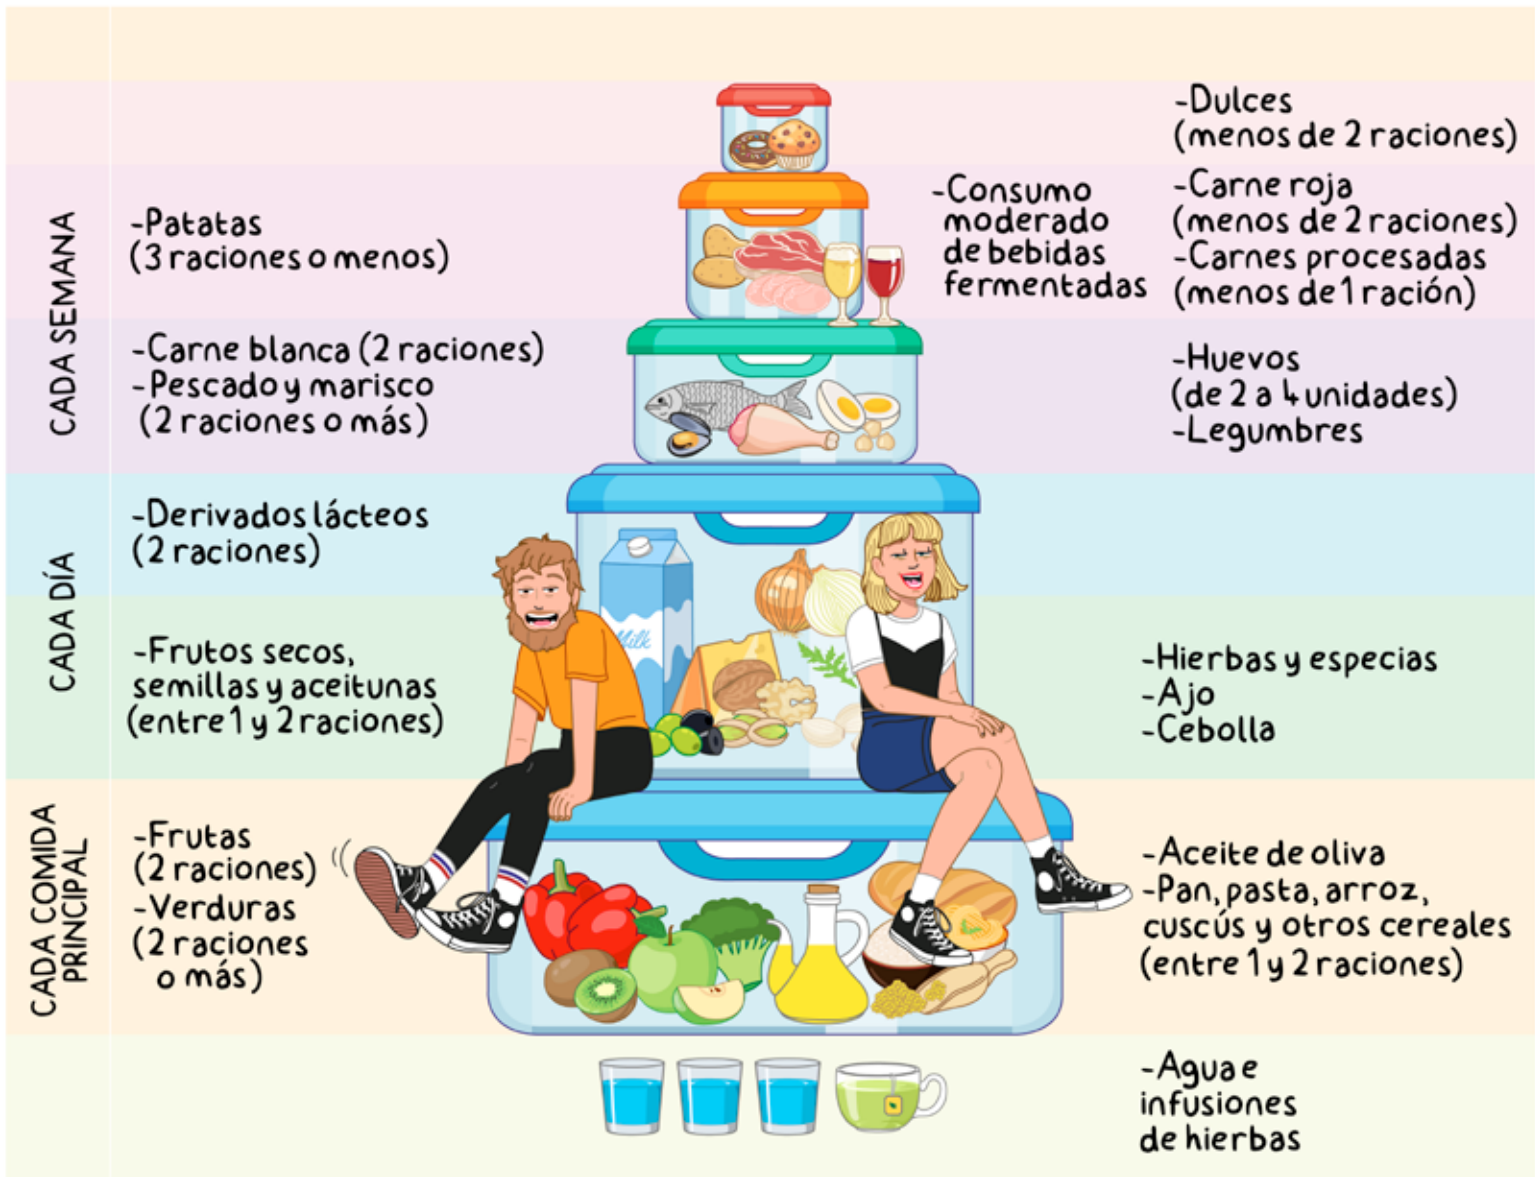 -Dulces
(menos de 2 raciones)
CADA SEMANA
-Patatas
(3 raciones o menos)
-Consumo
moderado
de bebidas
fermentadas
-Carne roja
(menos de 2 raciones)
-Carnes procesadas
(menos de 1 ración)
-Carne blanca (2 raciones)
-Pescado y marisco
(2 raciones o más)
-Huevos
(de 2 a 4 unidades)
-Legumbres
CADA DÍA
-Derivados lácteos
(2 raciones)
Milk
-Frutos secos,
semillas y aceitunas
(entre 1 y 2 raciones)
-Hierbas y especias
-Ajo
-Cebolla
CADA COMIDA
PRINCIPAL
-Frutas
(2 raciones)
-Verduras
(2 raciones
o más)
-Aceite de oliva
-Pan, pasta, arroz,
cuscús y otros cereales
(entre 1 y 2 raciones)
-Agua e
infusiones
de hierbas